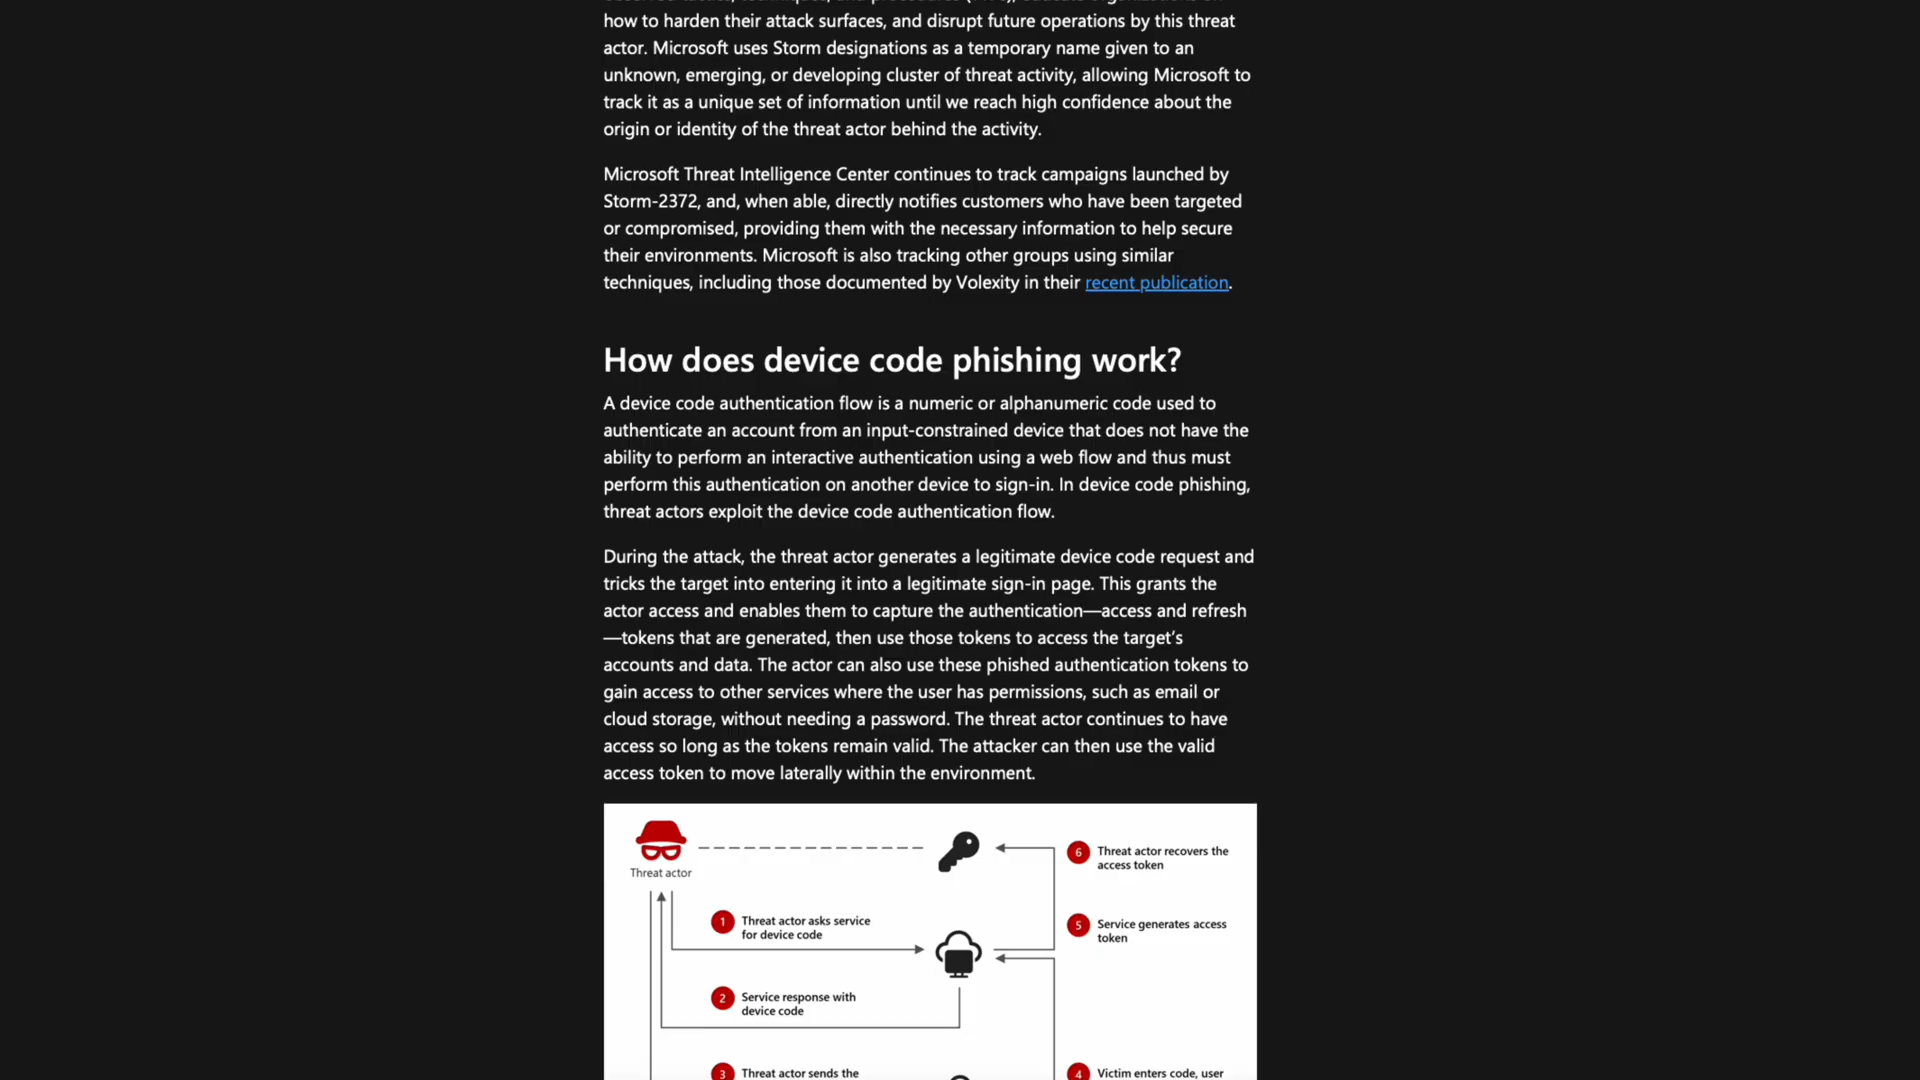 how to harden their attack surfaces, and disrupt future operations by this threat
actor. Microsoft uses Storm designations as a temporary name given to an
unknown, emerging, or developing cluster of threat activity, allowing Microsoft to
track it as a unique set of information until we reach high confidence about the
origin or identity of the threat actor behind the activity.
Microsoft Threat Intelligence Center continues to track campaigns launched by
Storm-2372, and, when able, directly notifies customers who have been targeted
or compromised, providing them with the necessary information to help secure
their environments. Microsoft is also tracking other groups using similar
techniques, including those documented by Volexity in their recent publication.
How does device code phishing work?
A device code authentication flow is a numeric or alphanumeric code used to
authenticate an account from an input-constrained device that does not have the
ability to perform an interactive authentication using a web flow and thus must
perform this authentication on another device to sign-in. In device code phishing,
threat actors exploit the device code authentication flow.
During the attack, the threat actor generates a legitimate device code request and
tricks the target into entering it into a legitimate sign-in page. This grants the
actor access and enables them to capture the authentication—access and refresh
—tokens that are generated, then use those tokens to access the target’s
accounts and data. The actor can also use these phished authentication tokens to
gain access to other services where the user has permissions, such as email or
cloud storage, without needing a password. The threat actor continues to have
access so long as the tokens remain valid. The attacker can then use the valid
access token to move laterally within the environment.
Threat actor
1 Threat actor asks service
for device code
2 Service response with
device code
3 Threat actor sends the
6 Threat actor recovers the
access token
5 Service generates access
token
4 Victim enters code, user